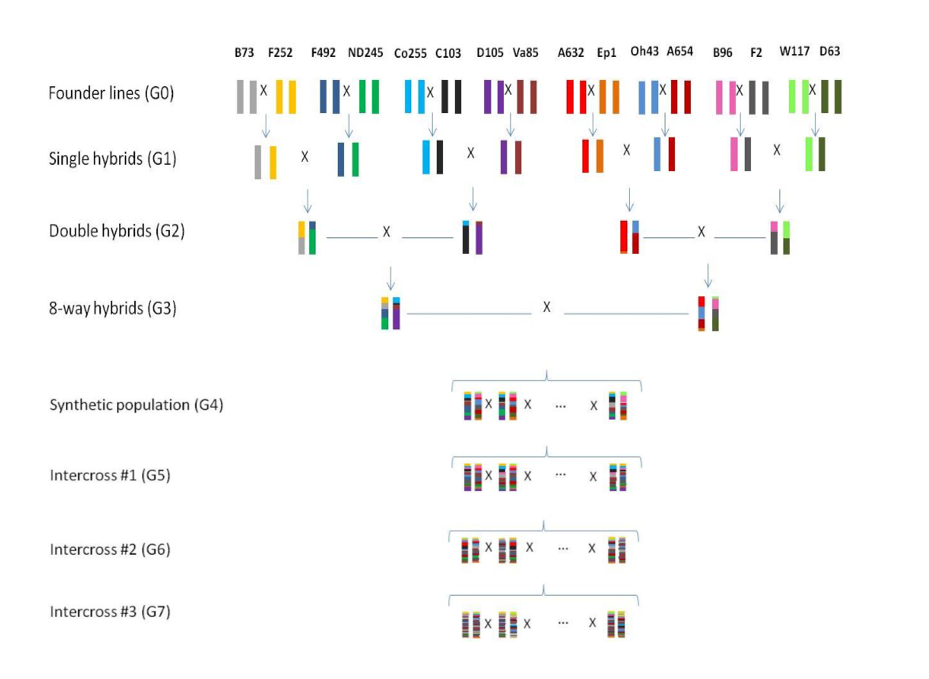 B73 F252 F492 ND245 Co255 C103 D105 Va85 A632 Ep1 Oh43 A654 B96 F2 W117 D63
Founder lines (G0) X X X X X X X X
Single hybrids (G1) X X X X
Double hybrids (G2) X X
8-way hybrids (G3) X
Synthetic population (G4) X X ... X
Intercross #1 (G5) X X ... X
Intercross #2 (G6) X X ... X
Intercross #3 (G7) X X ... X